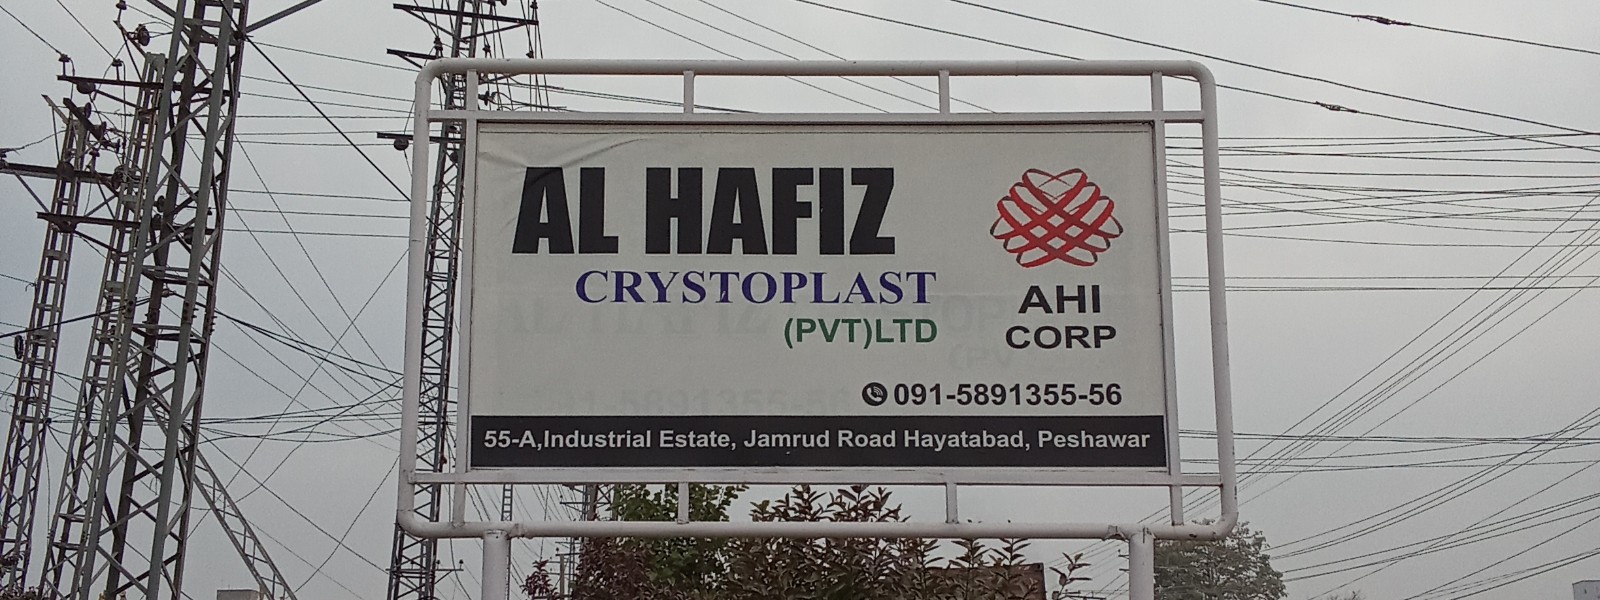 AL HAFIZ
CRYSTOPLAST
(PVT)LTD
AHI
CORP
091-5891355-56
55-A,Industrial Estate, Jamrud Road Hayatabad, Peshawar